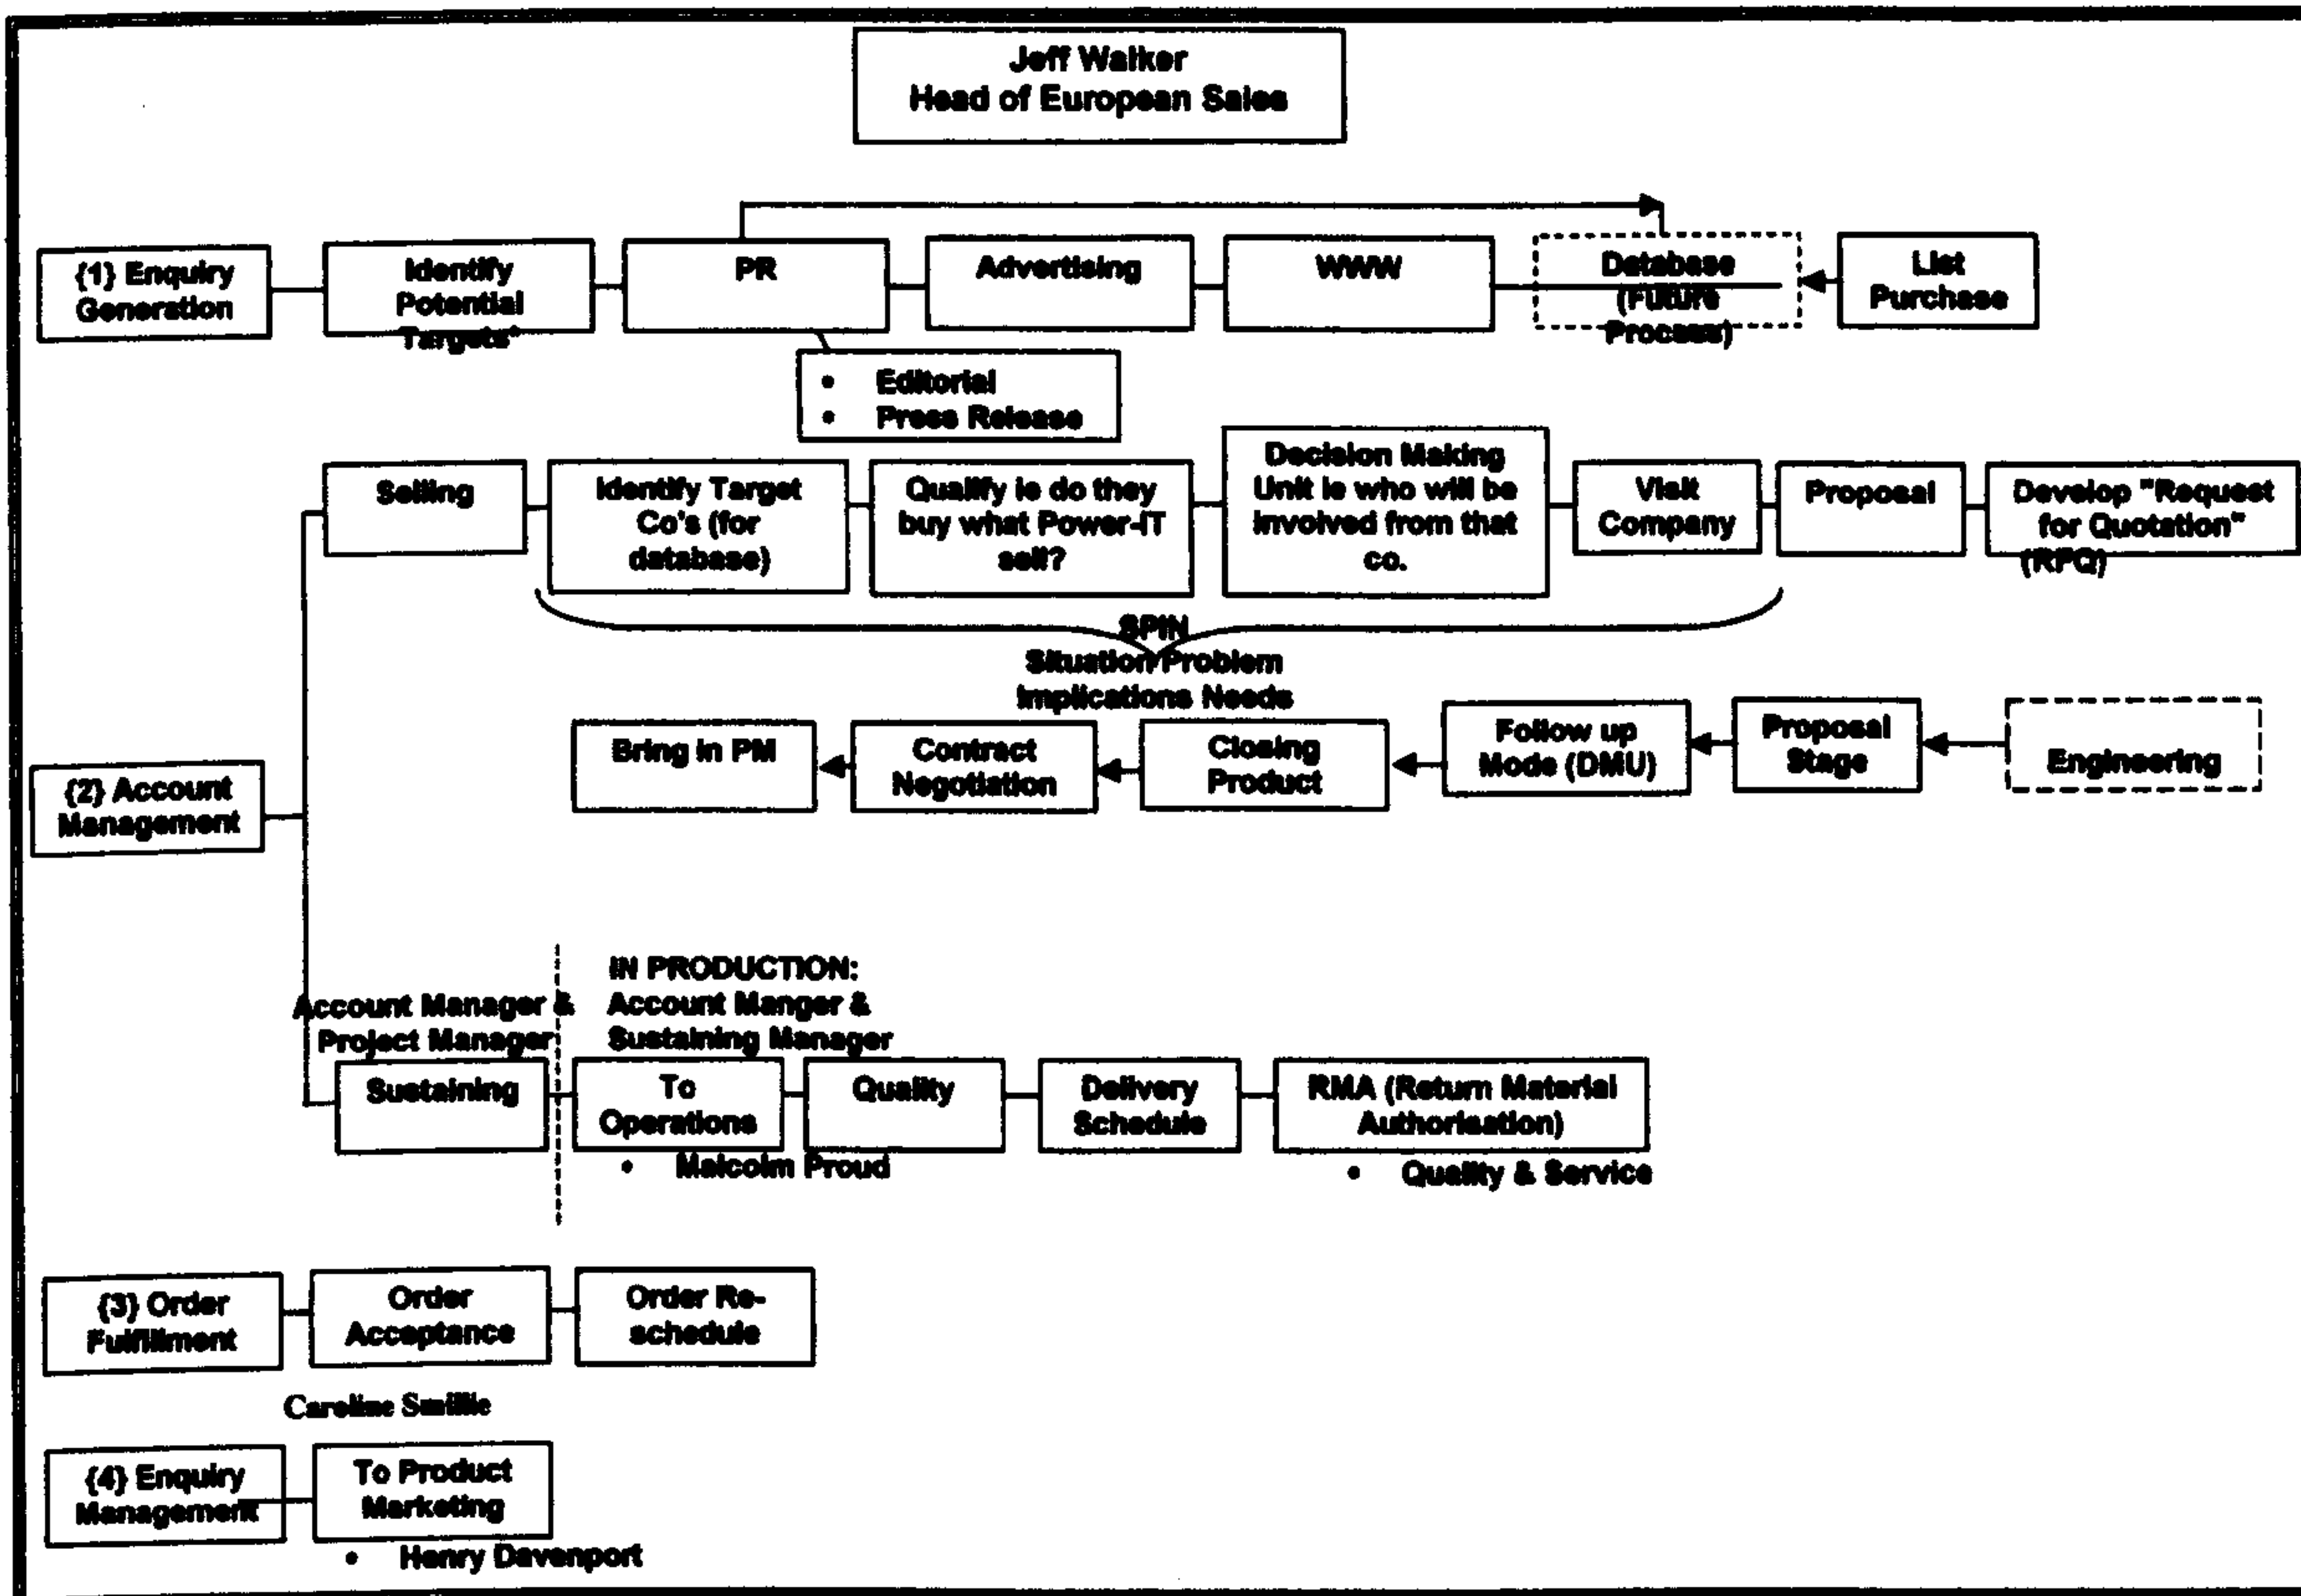 Jeff Walker
Head of European Sales
{1} Enquiry
Generation
Identify
Potential
Targets"
PR
Advertising
WWW
Database
(Future
Process)
List
Purchase
• Editorial
• Press Release
Selling
Identify Target
Co's (for
database)
Qualify ie do they
buy what Power-IT
sell?
Decision Making
Unit ie who will be
involved from that
co.
Visit
Company
Proposal
Develop "Request
for Quotation"
(RFQ)
SPIN
Situation Problem
Implications Needs
Bring in PM
Contract
Negotiation
Closing
Product
Follow up
Mode (DMU)
Proposal
Stage
Engineering
{2} Account
Management
Account Manager &
Project Manager
IN PRODUCTION:
Account Manger &
Sustaining Manager
Sustaining
To
Operations
• Malcolm Proud
Quality
Delivery
Schedule
RMA (Return Material
Authorisation)
• Quality & Service
{3} Order
Fulfillment
Order
Acceptance
Order Re-
schedule
Caroline Smillie
{4} Enquiry
Management
To Product
Marketing
• Henry Davenport